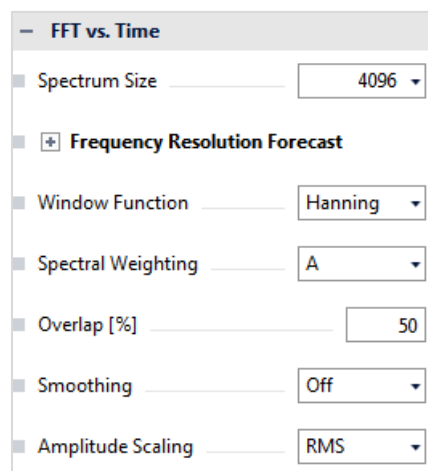 FFT vs. Time
Spectrum Size 4096
Frequency Resolution Forecast
Window Function Hanning
Spectral Weighting A
Overlap [%] 50
Smoothing Off
Amplitude Scaling RMS